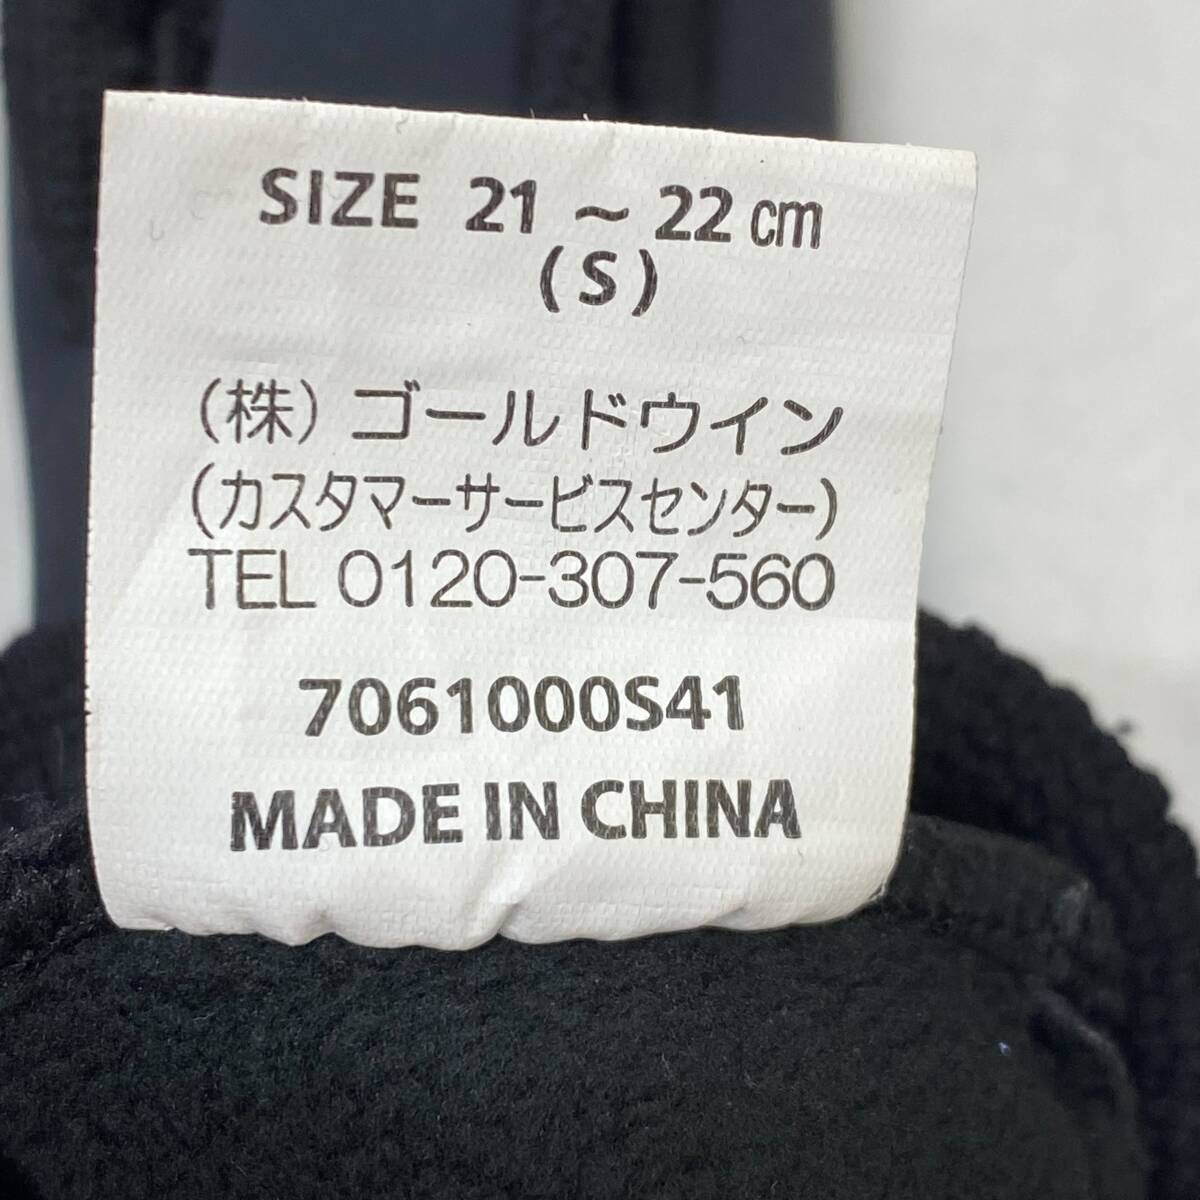 SIZE 21 ~ 22 cm
(S)
(株) ゴールドウイン
(カスタマーサービスセンター)
TEL 0120-307-560
7061000S41
MADE IN CHINA